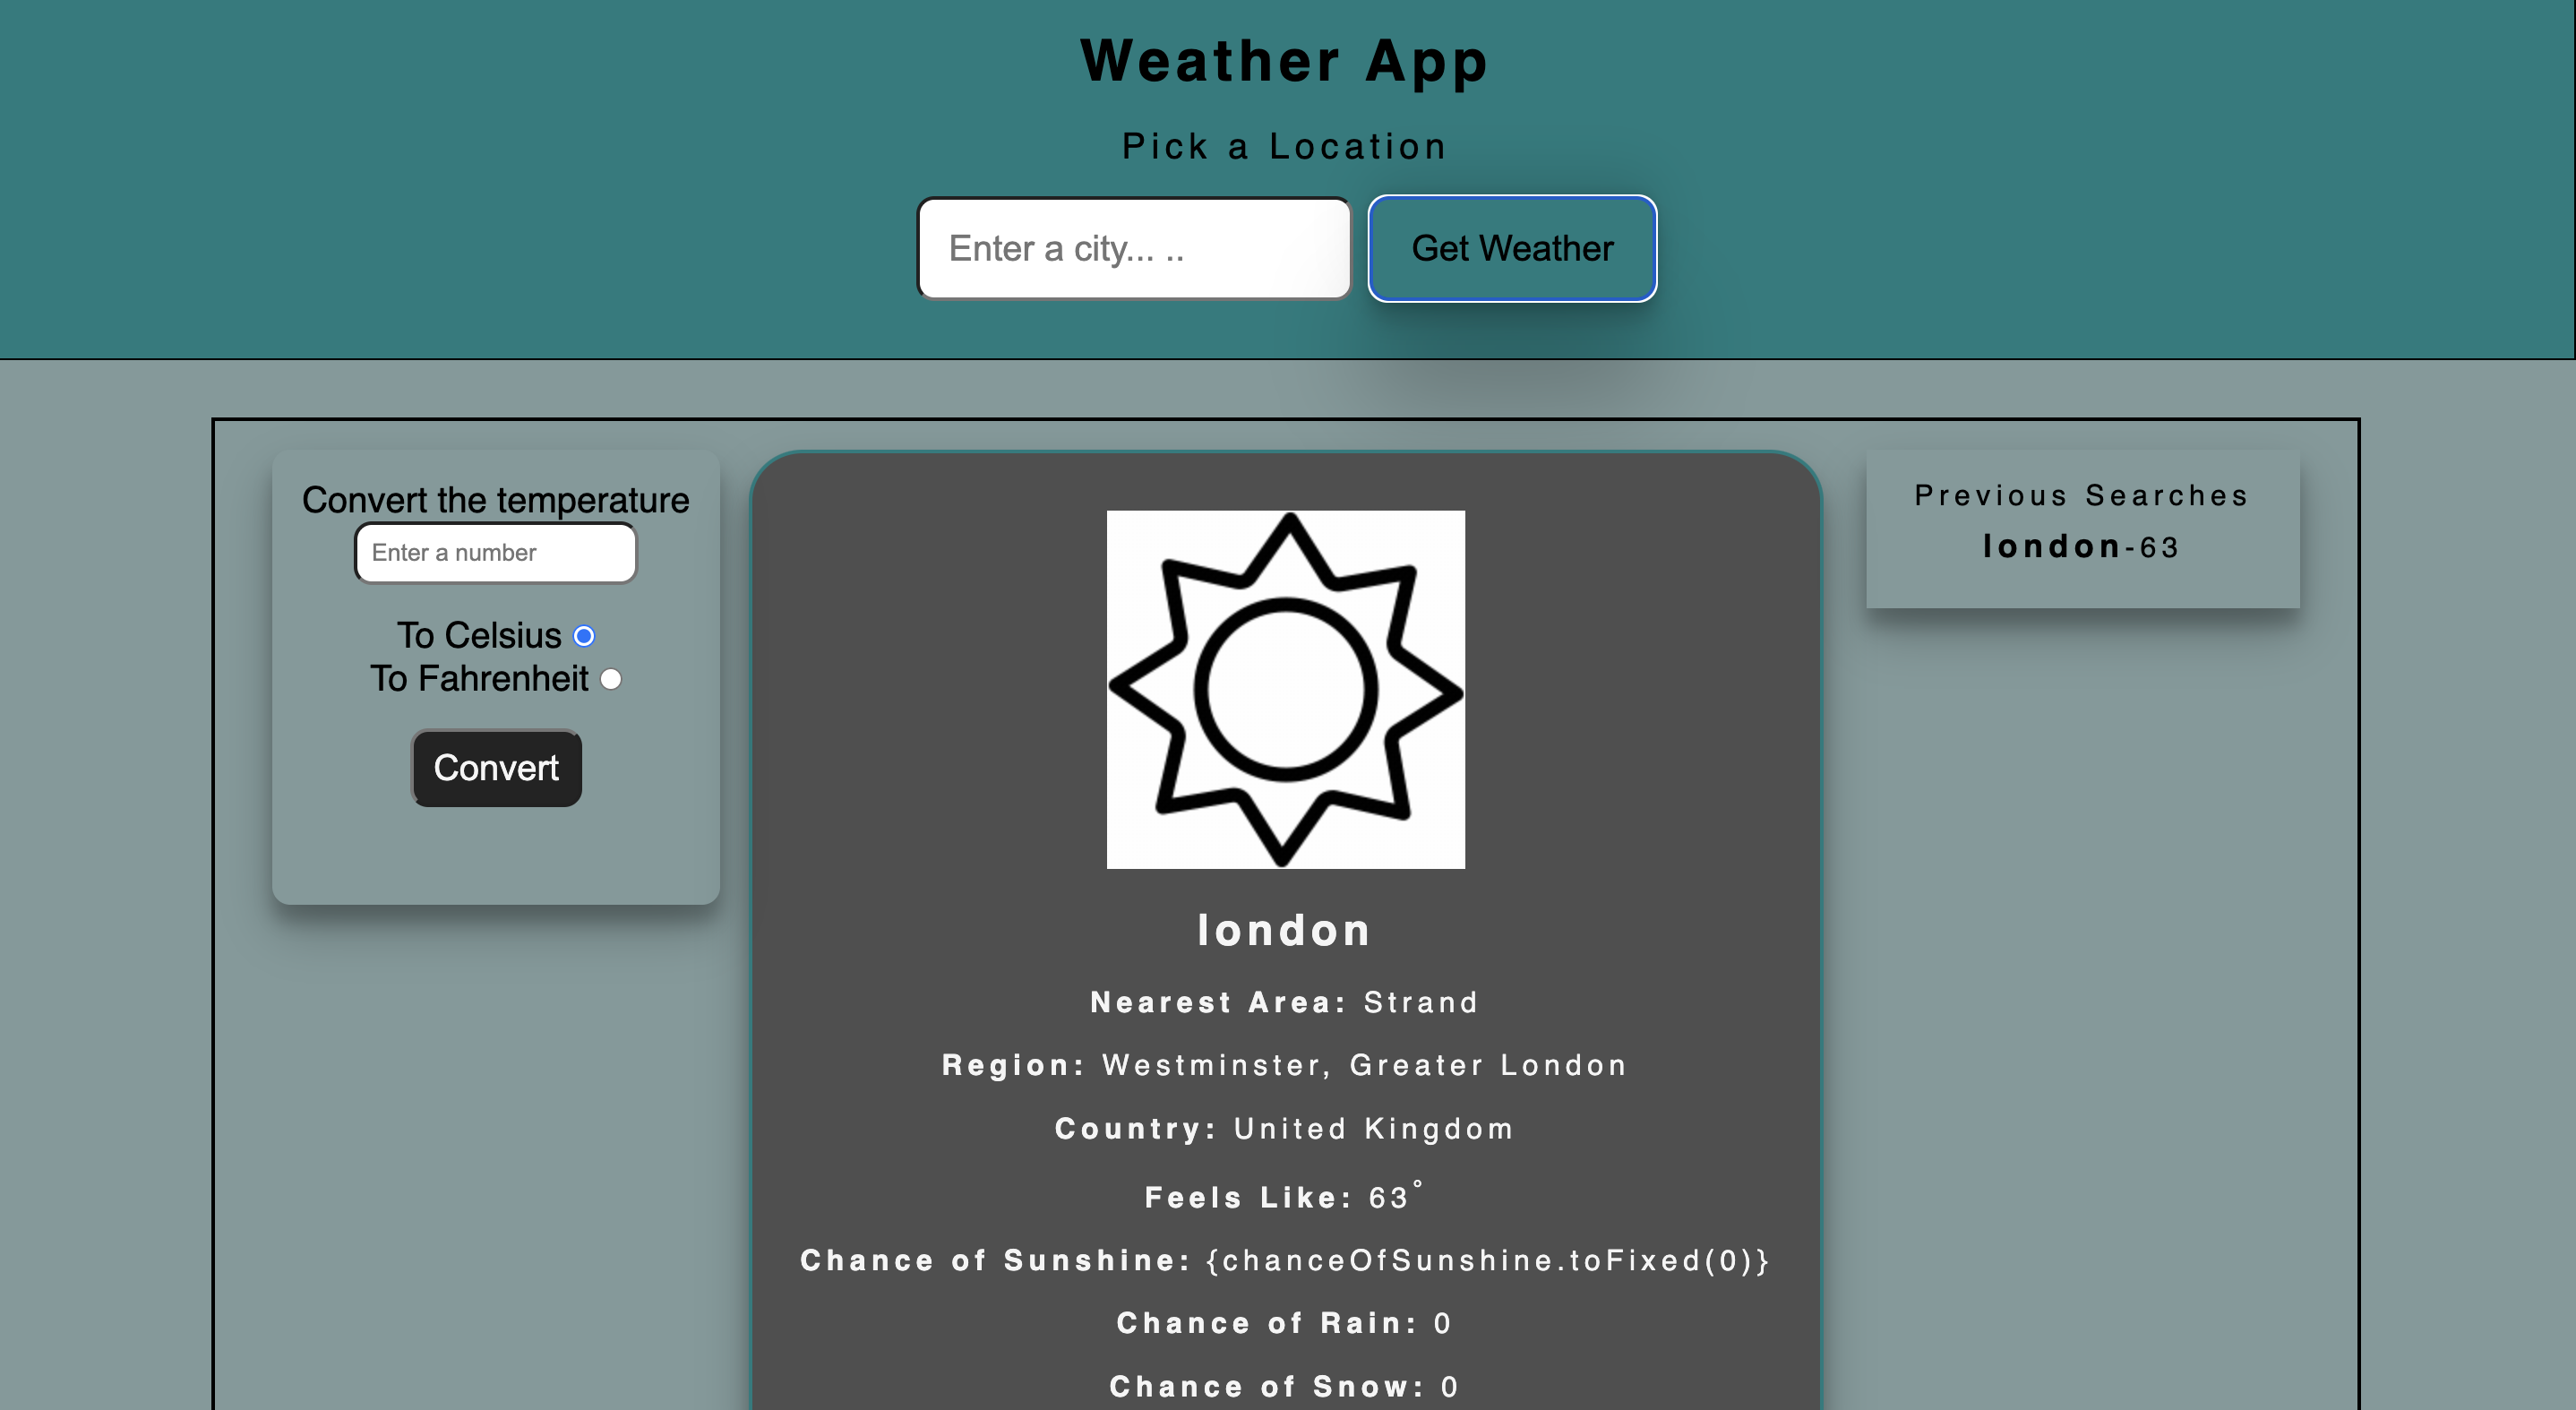 Weather App
Pick a Location
Enter a city... ..
Get Weather
Convert the temperature
Enter a number
To Celsius
To Fahrenheit
Convert
london
Nearest Area: Strand
Region: Westminster, Greater London
Country: United Kingdom
Feels Like: 63°
Chance of Sunshine: {chanceOfSunshine.toFixed(0)}
Chance of Rain: 0
Chance of Snow: 0
Previous Searches
london-63